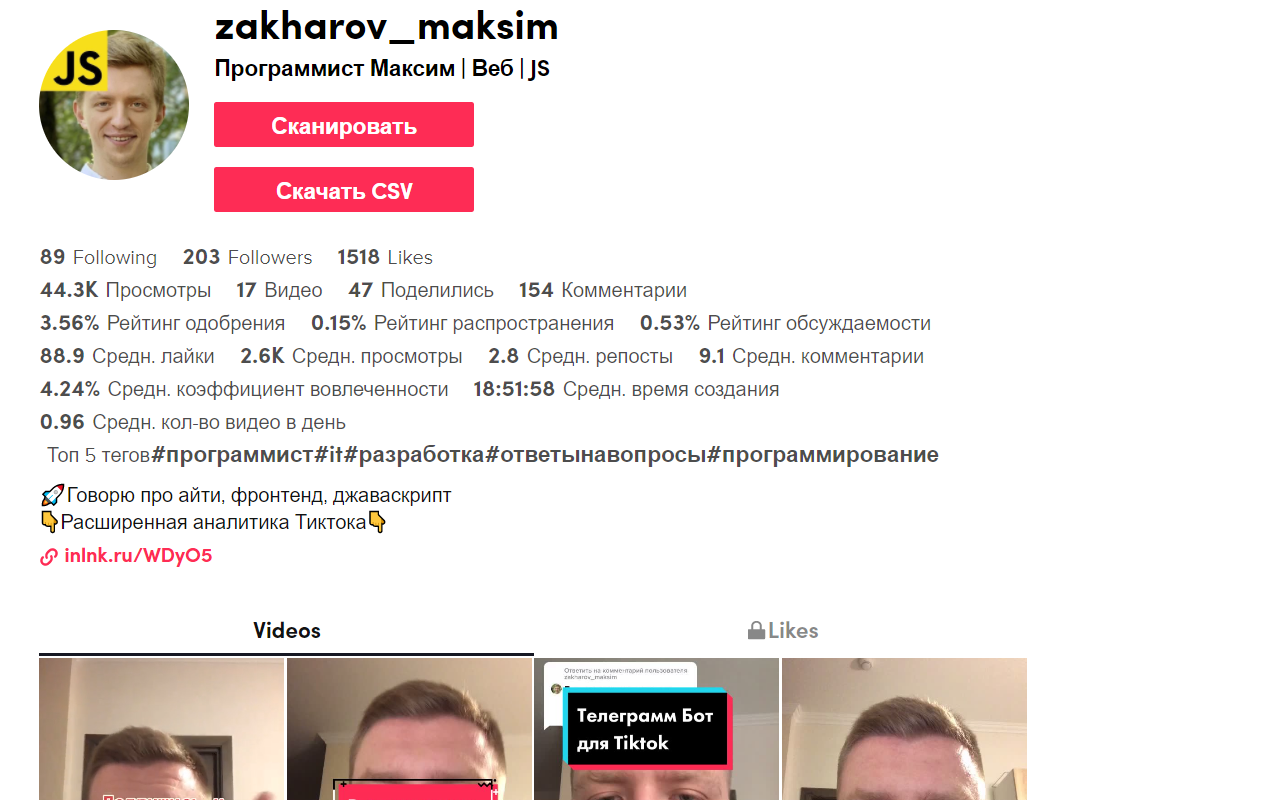 JS
zakharov_maksim
Программист Максим | Веб | JS
Сканировать
Скачать CSV
89 Following 203 Followers 1518 Likes
44.3K Просмотры 17 Видео 47 Поделились 154 Комментарии
3.56% Рейтинг одобрения 0.15% Рейтинг распространения 0.53% Рейтинг обсуждаемости
88.9 Средн. лайки 2.6K Средн. просмотры 2.8 Средн. репосты 9.1 Средн. комментарии
4.24% Средн. коэффициент вовлеченности 18:51:58 Средн. время создания
0.96 Средн. кол-во видео в день
Топ 5 тегов#программист#it#разработка#ответынавопросы#программирование
🚀Говорю про айти, фронтенд, джаваскрипт
👇Расширенная аналитика Тиктока👇
inlnk.ru/WDyO5
Videos Likes
Ответить на комментарий пользователя
zakharov_maksim
Телеграмм Бот
для Tiktok